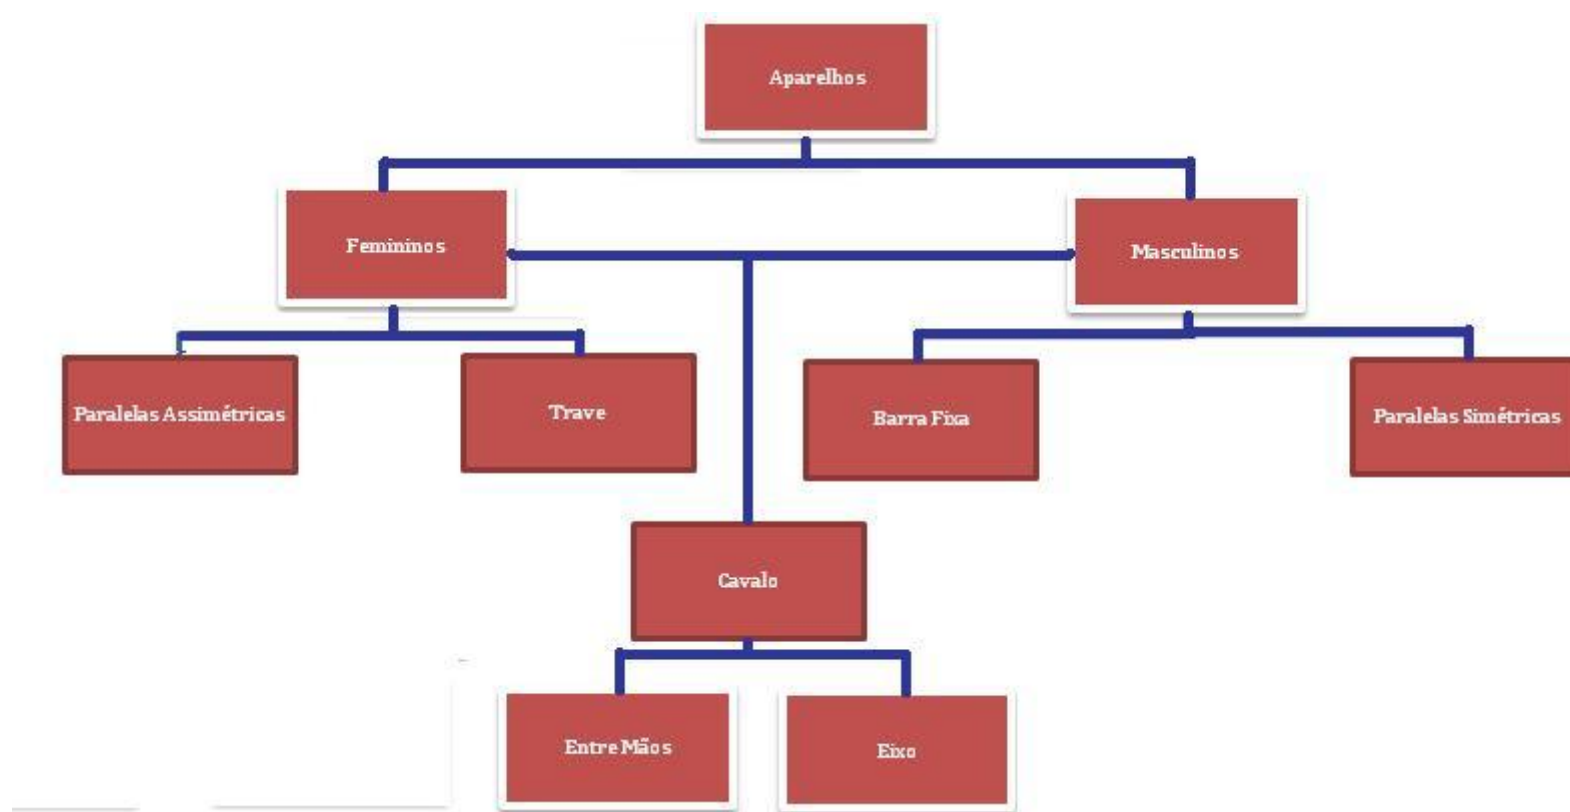 Aparelhos
Femininos
Masculinos
Paralelas Assimétricas
Trave
Barra Fixa
Paralelas Simétricas
Cavalo
Entre Mãos
Eixo